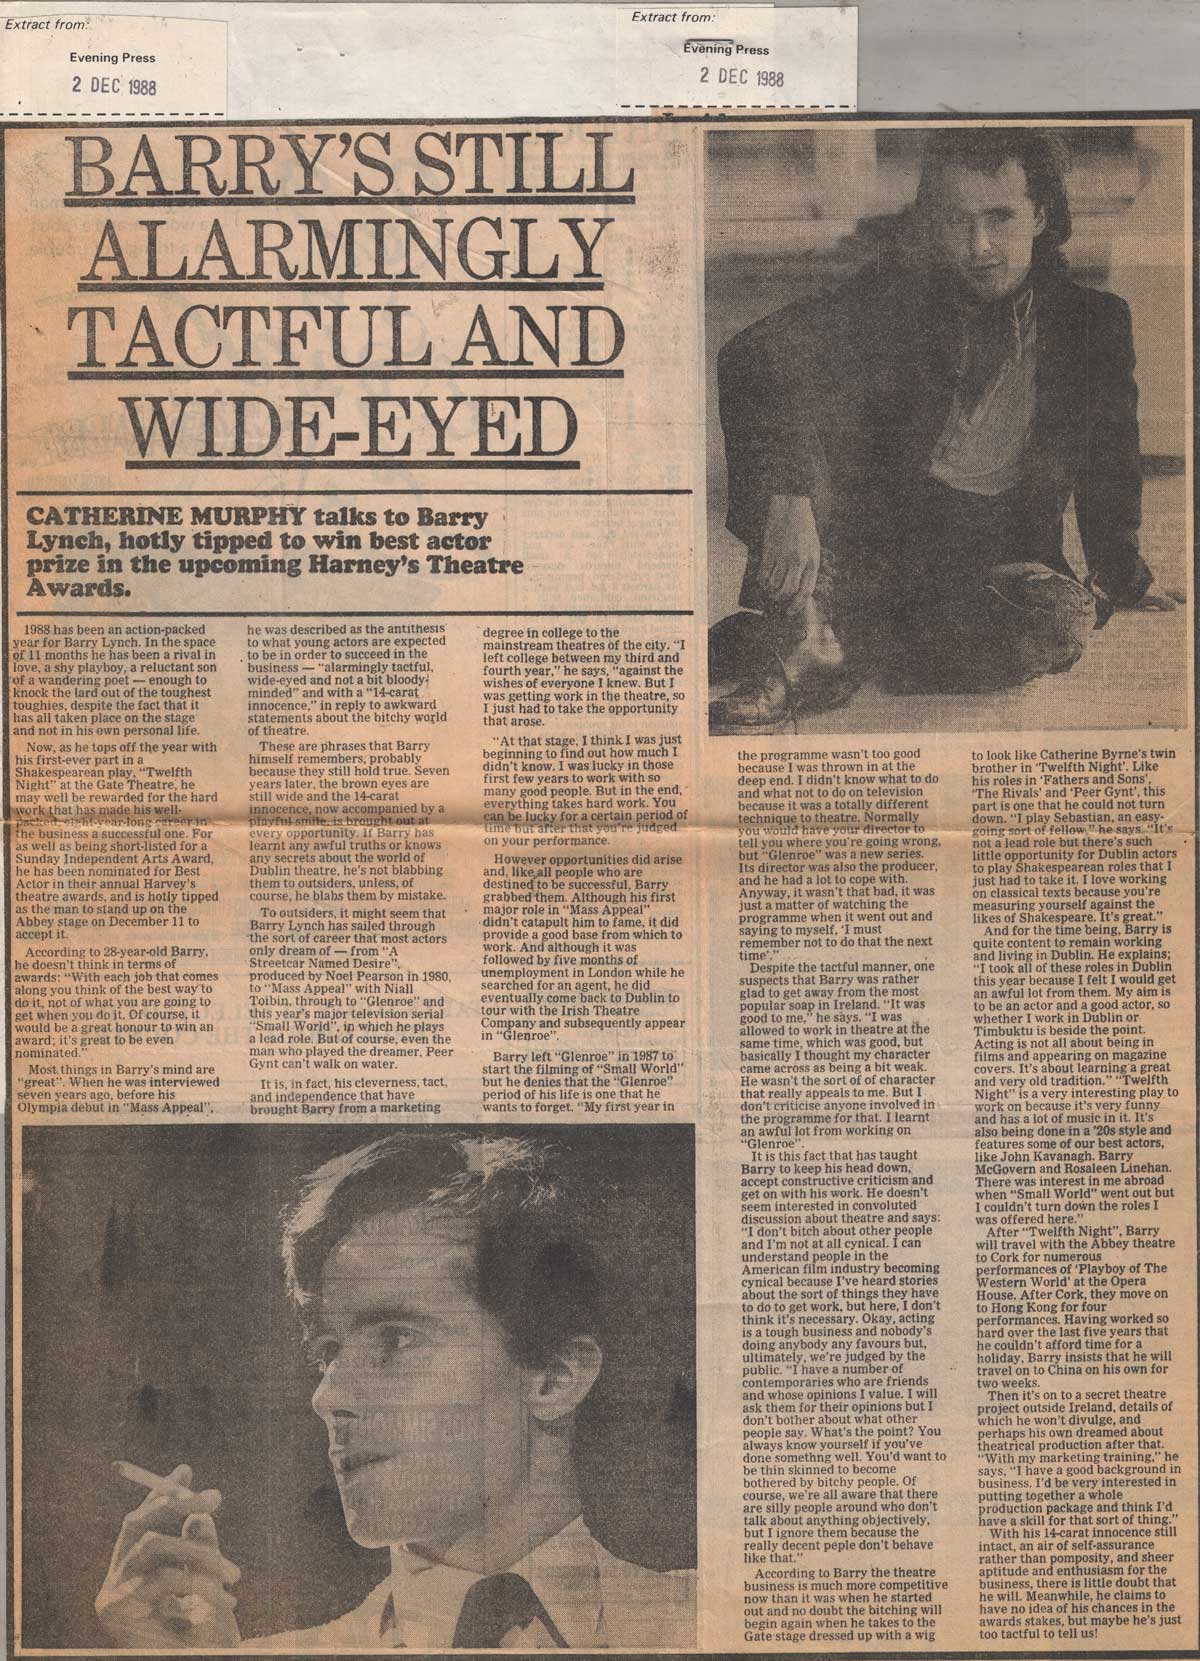 Extract from:
Evening Press
2 DEC 1988
Extract from:
Evening Press
2 DEC 1988
BARRY'S STILL
ALARMINGLY
TACTFUL AND
WIDE-EYED
CATHERINE MURPHY talks to Barry
Lynch, hotly tipped to win best actor
prize in the upcoming Harney's Theatre
Awards.
1988 has been an action-packed
year for Barry Lynch. In the space
of 11 months he has been a rival in
love, a shy playboy, a reluctant son
of a wandering poet — enough to
knock the lard out of the toughest
toughies, despite the fact that it
has all taken place on the stage
and not in his own personal life.
Now, as he tops off the year with
his first-ever part in a
Shakespearean play, "Twelfth
Night" at the Gate Theatre, he
may well be rewarded for the hard
work that has made his well-
packed, eight-year-long career in
the business a successful one. For
as well as being short-listed for a
Sunday Independent Arts Award,
he has been nominated for Best
Actor in their annual Harvey's
theatre awards, and is hotly tipped
as the man to stand up on the
Abbey stage on December 11 to
accept it.
According to 28-year-old Barry,
he doesn't think in terms of
awards: "With each job that comes
along you think of the best way to
do it, not of what you are going to
get when you do it. Of course, it
would be a great honour to win an
award; it's great to be even
nominated."
Most things in Barry's mind are
"great". When he was interviewed
seven years ago, before his
Olympia debut in "Mass Appeal",
he was described as the antithesis
to what young actors are expected
to be in order to succeed in the
business — "alarmingly tactful,
wide-eyed and not a bit bloody-
minded" and with a "14-carat
innocence," in reply to awkward
statements about the bitchy world
of theatre.
These are phrases that Barry
himself remembers, probably
because they still hold true. Seven
years later, the brown eyes are
still wide and the 14-carat
innocence, now accompanied by a
playful smile, is brought out at
every opportunity. If Barry has
learnt any awful truths or knows
any secrets about the world of
Dublin theatre, he's not blabbing
them to outsiders, unless, of
course, he blabs them by mistake.
To outsiders, it might seem that
Barry Lynch has sailed through
the sort of career that most actors
only dream of — from "A
Streetcar Named Desire",
produced by Noel Pearson in 1980,
to "Mass Appeal" with Niall
Toibin, through to "Glenroe" and
this year's major television serial
"Small World", in which he plays
a lead role. But of course, even the
man who played the dreamer, Peer
Gynt can't walk on water.
It is, in fact, his cleverness, tact,
and independence that have
brought Barry from a marketing
degree in college to the
mainstream theatres of the city. "I
left college between my third and
fourth year," he says, "against the
wishes of everyone I knew. But I
was getting work in the theatre, so
I just had to take the opportunity
that arose.
"At that stage, I think I was just
beginning to find out how much I
didn't know. I was lucky in those
first few years to work with so
many good people. But in the end,
everything takes hard work. You
can be lucky for a certain period of
time but after that you're judged
on your performance.
However opportunities did arise
and, like all people who are
destined to be successful, Barry
grabbed them. Although his first
major role in "Mass Appeal"
didn't catapult him to fame, it did
provide a good base from which to
work. And although it was
followed by five months of
unemployment in London while he
searched for an agent, he did
eventually come back to Dublin to
tour with the Irish Theatre
Company and subsequently appear
in "Glenroe".
Barry left "Glenroe" in 1987 to
start the filming of "Small World"
but he denies that the "Glenroe"
period of his life is one that he
wants to forget. "My first year in
the programme wasn't too good
because I was thrown in at the
deep end. I didn't know what to do
and what not to do on television
because it was a totally different
technique to theatre. Normally
you would have your director to
tell you where you're going wrong,
but "Glenroe" was a new series.
Its director was also the producer,
and he had a lot to cope with.
Anyway, it wasn't that bad, it was
just a matter of watching the
programme when it went out and
saying to myself, 'I must
remember not to do that the next
time'."
Despite the tactful manner, one
suspects that Barry was rather
glad to get away from the most
popular soap in Ireland. "It was
good to me," he says. "I was
allowed to work in theatre at the
same time, which was good, but
basically I thought my character
came across as being a bit weak.
He wasn't the sort of of character
that really appeals to me. But I
don't criticise anyone involved in
the programme for that. I learnt
an awful lot from working on
"Glenroe".
It is this fact that has taught
Barry to keep his head down,
accept constructive criticism and
get on with his work. He doesn't
seem interested in convoluted
discussion about theatre and says:
"I don't bitch about other people
and I'm not at all cynical. I can
understand people in the
American film industry becoming
cynical because I've heard stories
about the sort of things they have
to do to get work, but here, I don't
think it's necessary. Okay, acting
is a tough business and nobody's
doing anybody any favours but,
ultimately, we're judged by the
public. "I have a number of
contemporaries who are friends
and whose opinions I value. I will
ask them for their opinions but I
don't bother about what other
people say. What's the point? You
always know yourself if you've
done somethng well. You'd want to
be thin skinned to become
bothered by bitchy people. Of
course, we're all aware that there
are silly people around who don't
talk about anything objectively,
but I ignore them because the
really decent peple don't behave
like that."
According to Barry the theatre
business is much more competitive
now than it was when he started
out and no doubt the bitching will
begin again when he takes to the
Gate stage dressed up with a wig
to look like Catherine Byrne's twin
brother in 'Twelfth Night'. Like
his roles in 'Fathers and Sons',
'The Rivals' and 'Peer Gynt', this
part is one that he could not turn
down. "I play Sebastian, an easy-
going sort of fellow," he says. "It's
not a lead role but there's such
little opportunity for Dublin actors
to play Shakespearean roles that I
just had to take it. I love working
on classical texts because you're
measuring yourself against the
likes of Shakespeare. It's great."
And for the time being, Barry is
quite content to remain working
and living in Dublin. He explains;
"I took all of these roles in Dublin
this year because I felt I would get
an awful lot from them. My aim is
to be an actor and a good actor, so
whether I work in Dublin or
Timbuktu is beside the point.
Acting is not all about being in
films and appearing on magazine
covers. It's about learning a great
and very old tradition." "Twelfth
Night" is a very interesting play to
work on because it's very funny
and has a lot of music in it. It's
also being done in a '20s style and
features some of our best actors,
like John Kavanagh. Barry
McGovern and Rosaleen Linehan.
There was interest in me abroad
when "Small World" went out but
I couldn't turn down the roles I
was offered here."
After "Twelfth Night", Barry
will travel with the Abbey theatre
to Cork for numerous
performances of 'Playboy of The
Western World' at the Opera
House. After Cork, they move on
to Hong Kong for four
performances. Having worked so
hard over the last five years that
he couldn't afford time for a
holiday, Barry insists that he will
travel on to China on his own for
two weeks.
Then it's on to a secret theatre
project outside Ireland, details of
which he won't divulge, and
perhaps his own dreamed about
theatrical production after that.
"With my marketing training," he
says, "I have a good background in
business. I'd be very interested in
putting together a whole
production package and think I'd
have a skill for that sort of thing."
With his 14-carat innocence still
intact, an air of self-assurance
rather than pomposity, and sheer
aptitude and enthusiasm for the
business, there is little doubt that
he will. Meanwhile, he claims to
have no idea of his chances in the
awards stakes, but maybe he's just
too tactful to tell us!